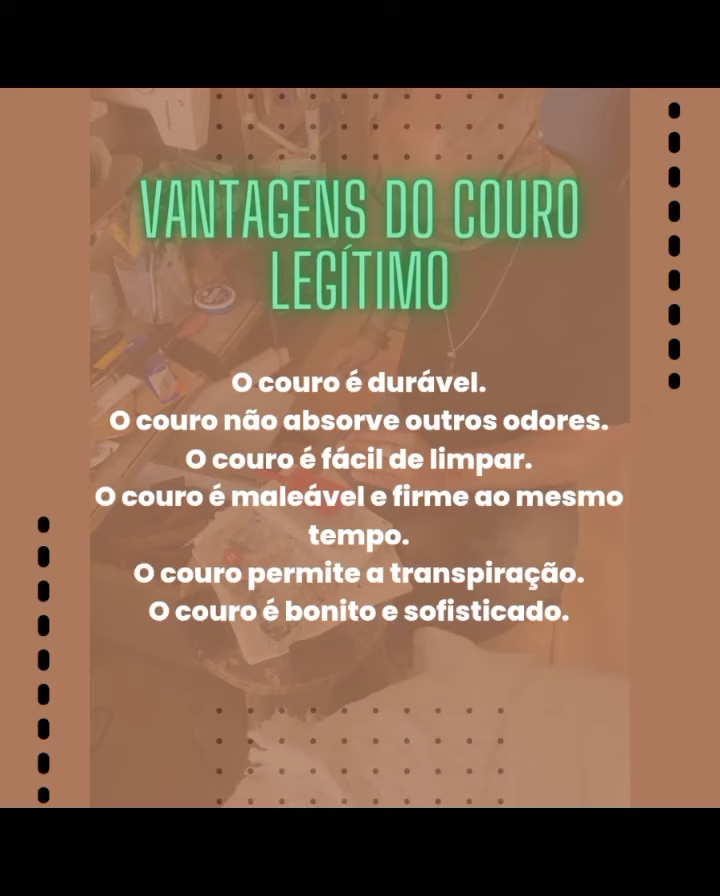 VANTAGENS DO COURO
LEGÍTIMO
O couro é durável.
O couro não absorve outros odores.
O couro é fácil de limpar.
O couro é maleável e firme ao mesmo
tempo.
O couro permite a transpiração.
O couro é bonito e sofisticado.